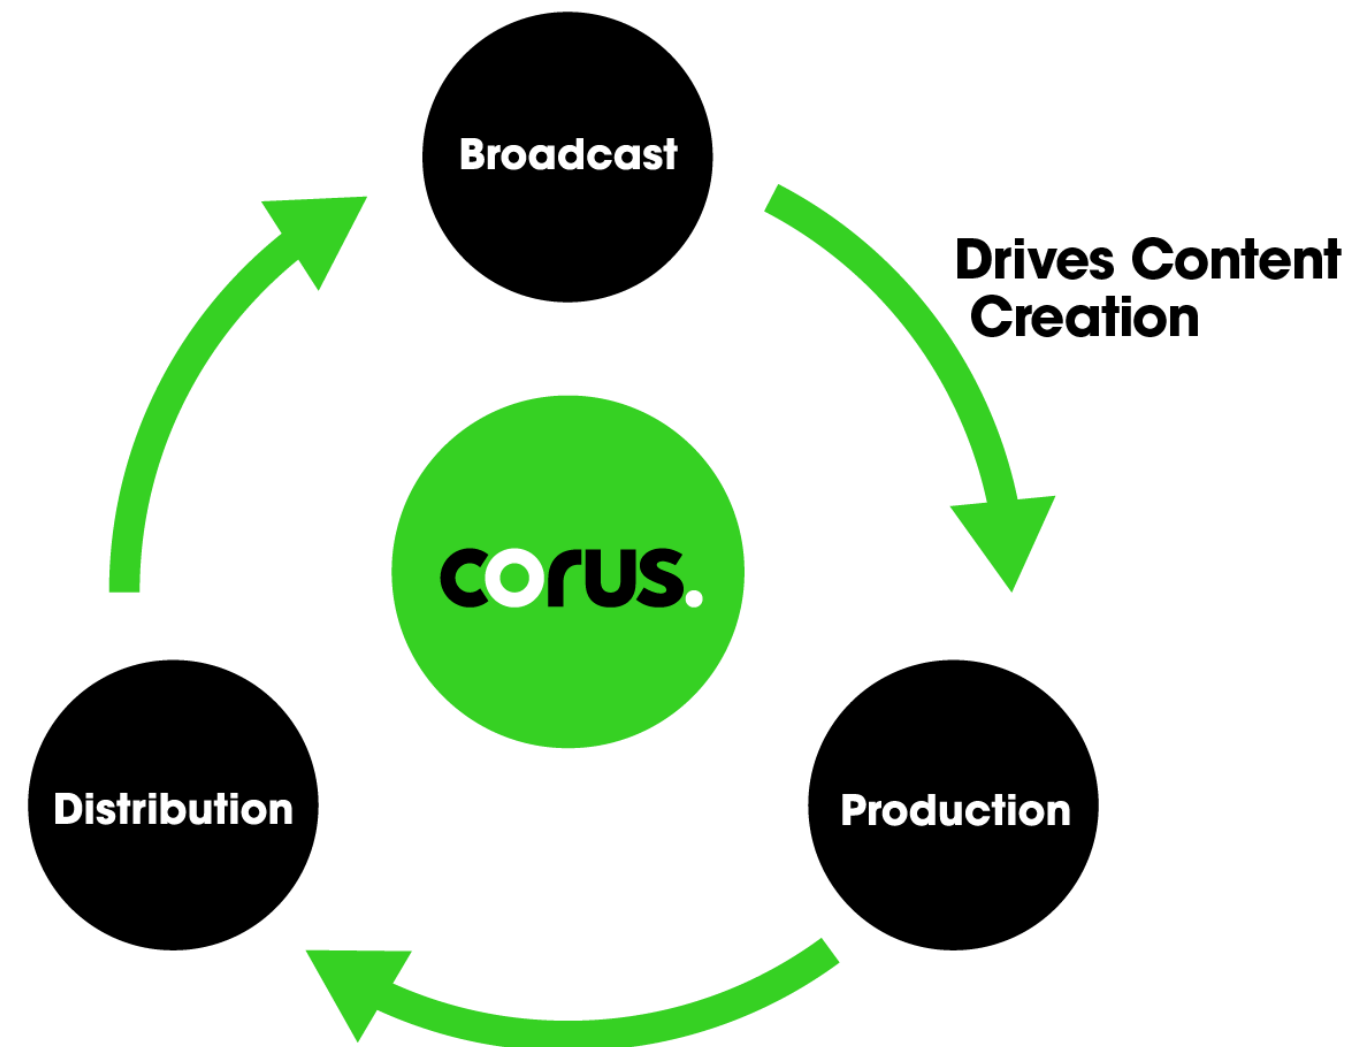 Broadcast
Drives Content
Creation
corus.
Distribution
Production